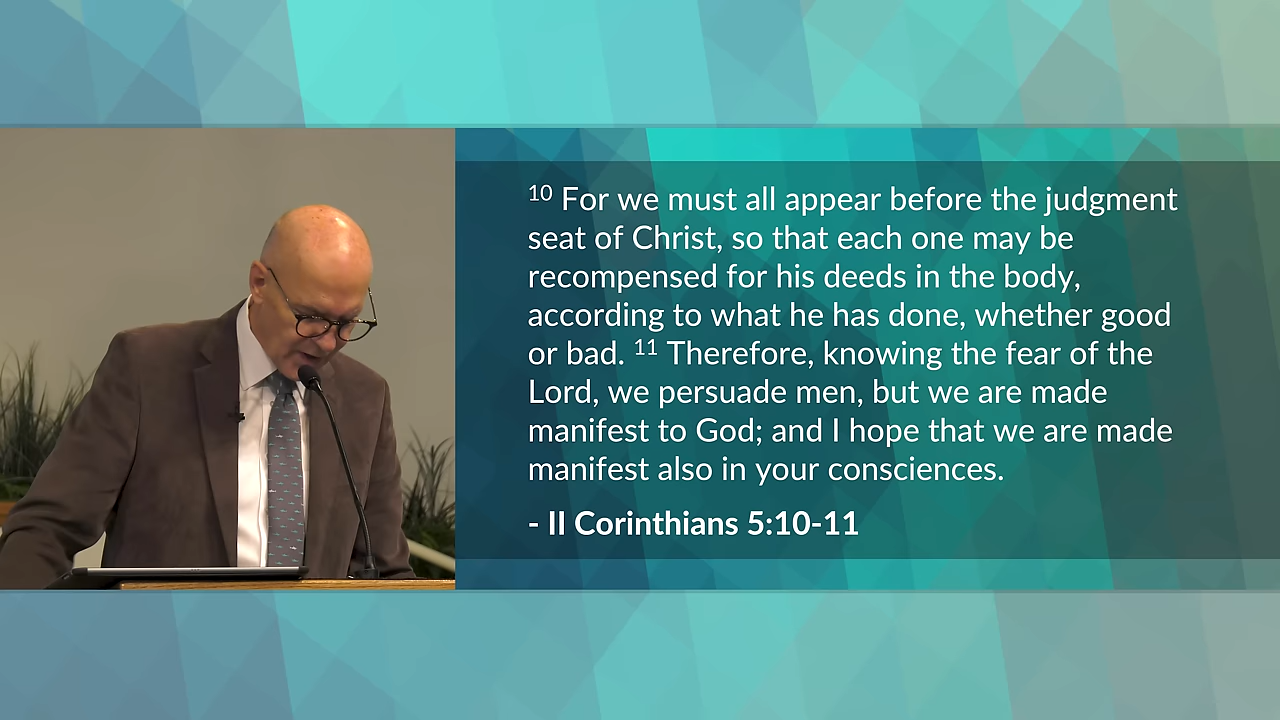 10 For we must all appear before the judgment
seat of Christ, so that each one may be
recompensed for his deeds in the body,
according to what he has done, whether good
or bad. 11 Therefore, knowing the fear of the
Lord, we persuade men, but we are made
manifest to God; and I hope that we are made
manifest also in your consciences.
- II Corinthians 5:10-11